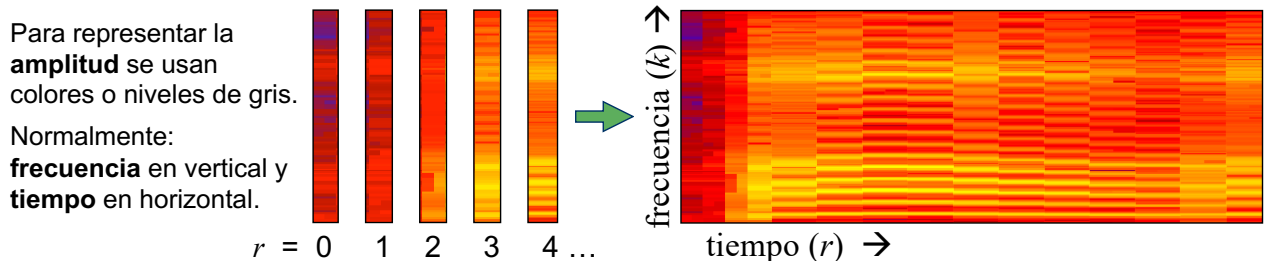 Para representar la
amplitud se usan
colores o niveles de gris.
Normalmente:
frecuencia en vertical y
tiempo en horizontal.
r = 0 1 2 3 4 …
frecuencia (k) →
tiempo (r) →